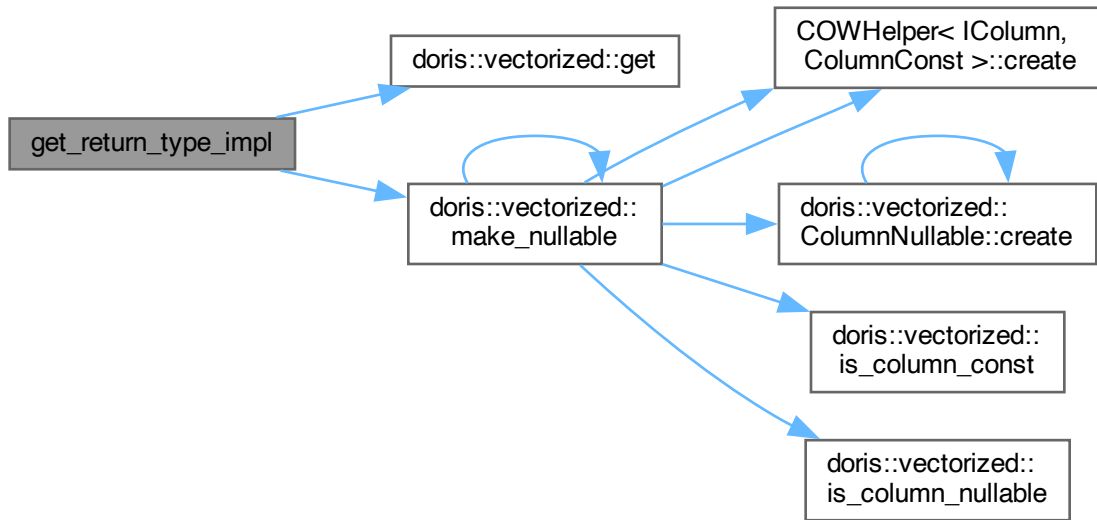 get_return_type_impl
doris::vectorized::get
doris::vectorized::
make_nullable
COWHelper< IColumn,
ColumnConst >::create
doris::vectorized::
ColumnNullable::create
doris::vectorized::
is_column_const
doris::vectorized::
is_column_nullable